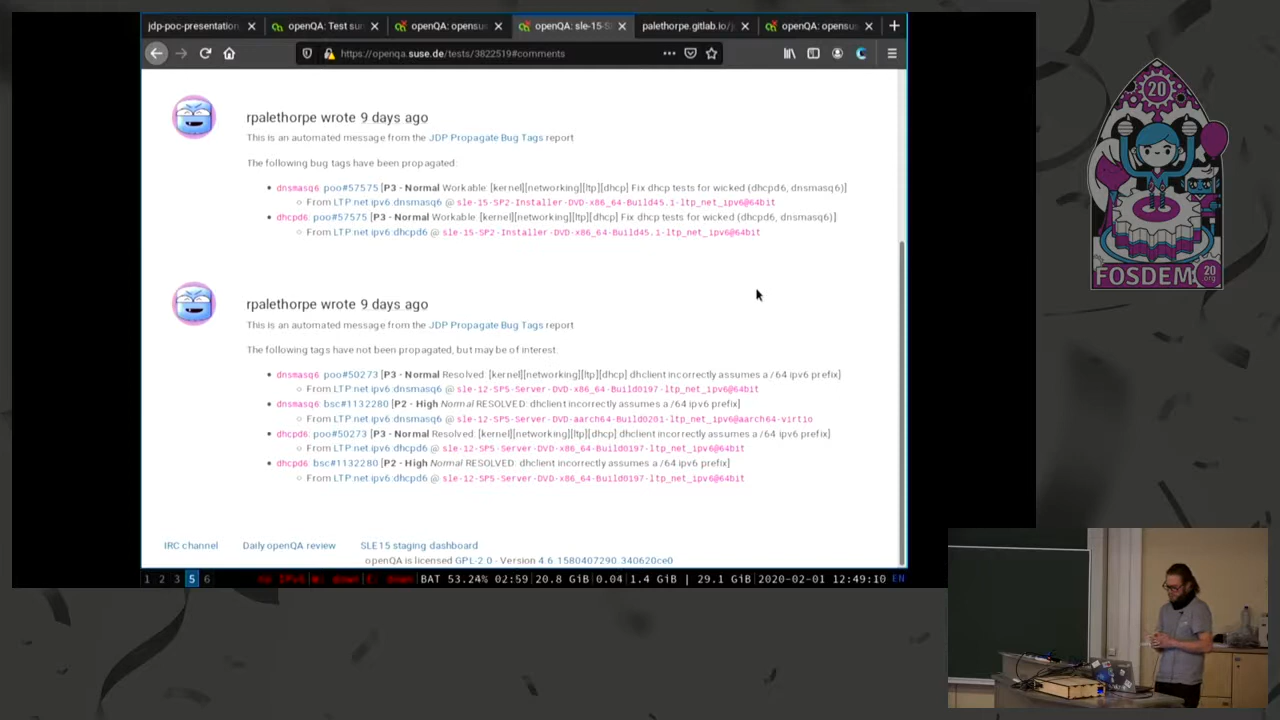 jdp-poc-presentation
openQA: Test sur
openQA: opensus
openQA: sle-15-S
palethorpe.gitlab.io/j
openQA: opensus
https://openqa.suse.de/tests/3822519#comments
rpalethorpe wrote 9 days ago
This is an automated message from the JDP Propagate Bug Tags report
The following bug tags have been propagated:
dnsmasq6: poo#57575 [P3 - Normal Workable: [kernel][networking][ltp][dhcp] Fix dhcp tests for wicked (dhcpd6, dnsmasq6)]
From LTP net ipv6:dnsmasq6 @ sle-15-SP2-Installer-DVD-x86_64-Build45.1-ltp_net_ipv6@64bit
dhcpd6: poo#57575 [P3 - Normal Workable: [kernel][networking][ltp][dhcp] Fix dhcp tests for wicked (dhcpd6, dnsmasq6)]
From LTP net ipv6:dhcpd6 @ sle-15-SP2-Installer-DVD-x86_64-Build45.1-ltp_net_ipv6@64bit
rpalethorpe wrote 9 days ago
This is an automated message from the JDP Propagate Bug Tags report
The following tags have not been propagated, but may be of interest.
dnsmasq6: poo#50273 [P3 - Normal Resolved: [kernel][networking][ltp][dhcp] dhclient incorrectly assumes a /64 ipv6 prefix]
From LTP net ipv6:dnsmasq6 @ sle-12-SP5-Server-DVD-x86_64-Build0197-ltp_net_ipv6@64bit
dnsmasq6: bsc#1132280 [P2 - High Normal RESOLVED: dhclient incorrectly assumes a /64 ipv6 prefix]
From LTP net ipv6:dnsmasq6 @ sle-12-SP5-Server-DVD-aarch64-Build0201-ltp_net_ipv6@aarch64-virtio
dhcpd6: poo#50273 [P3 - Normal Resolved: [kernel][networking][ltp][dhcp] dhclient incorrectly assumes a /64 ipv6 prefix]
From LTP net ipv6:dhcpd6 @ sle-12-SP5-Server-DVD-x86_64-Build0197-ltp_net_ipv6@64bit
dhcpd6: bsc#1132280 [P2 - High Normal RESOLVED: dhclient incorrectly assumes a /64 ipv6 prefix]
From LTP net ipv6:dhcpd6 @ sle-12-SP5-Server-DVD-x86_64-Build0197-ltp_net_ipv6@64bit
IRC channel Daily openQA review SLE15 staging dashboard
openQA is licensed GPL-2.0 - Version 4.6.1580407290.340620ce0
1 2 3 5 6 no IPv6 W: down E: down BAT 53.24% 02:59 20.8 GiB 0.04 1.4 GiB | 29.1 GiB 2020-02-01 12:49:10 EN
20
FOSDEM 20
.org